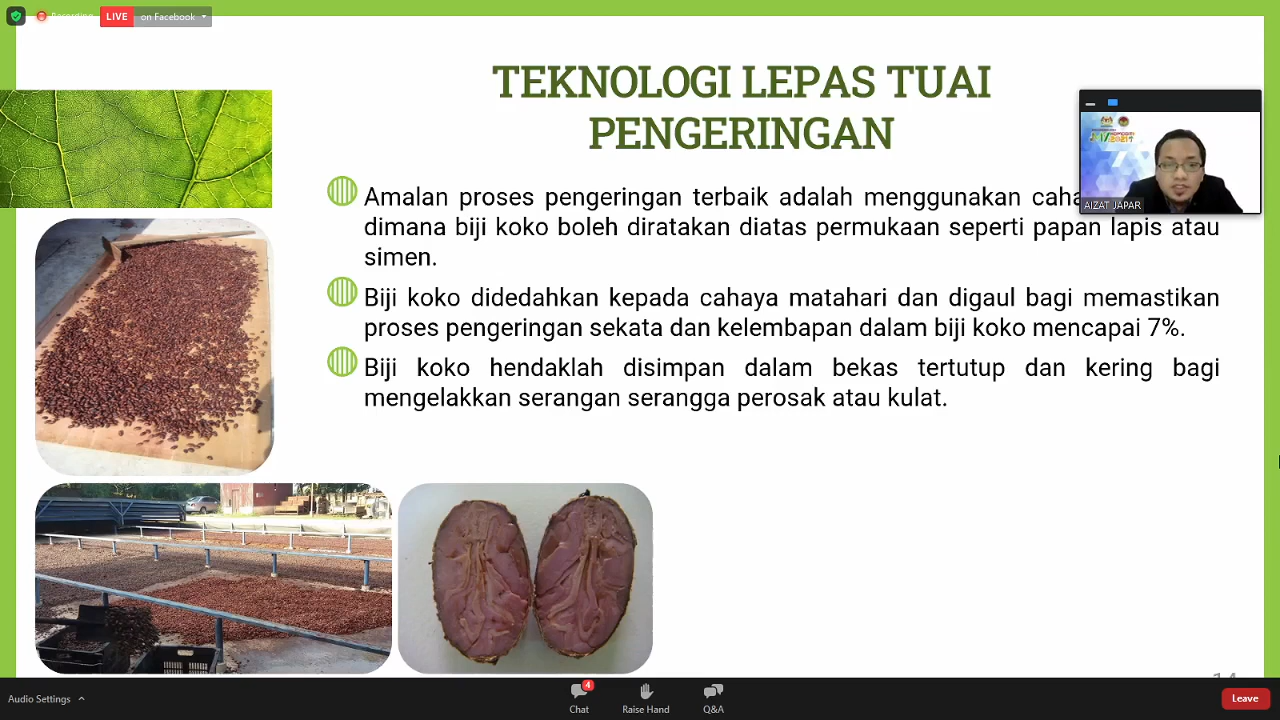 Recording
LIVE
on Facebook
TEKNOLOGI LEPAS TUAI
PENGERINGAN
Amalan proses pengeringan terbaik adalah menggunakan
dimana biji koko boleh diratakan diatas permukaan seperti papan lapis atau
simen.
Biji koko didedahkan kepada cahaya matahari dan digaul bagi memastikan
proses pengeringan sekata dan kelembapan dalam biji koko mencapai 7%.
Biji koko hendaklah disimpan dalam bekas tertutup dan kering bagi
mengelakkan serangan serangga perosak atau kulat.
AIZAT JAPAR
Audio Settings
4
Chat
Raise Hand
Q&A
Leave